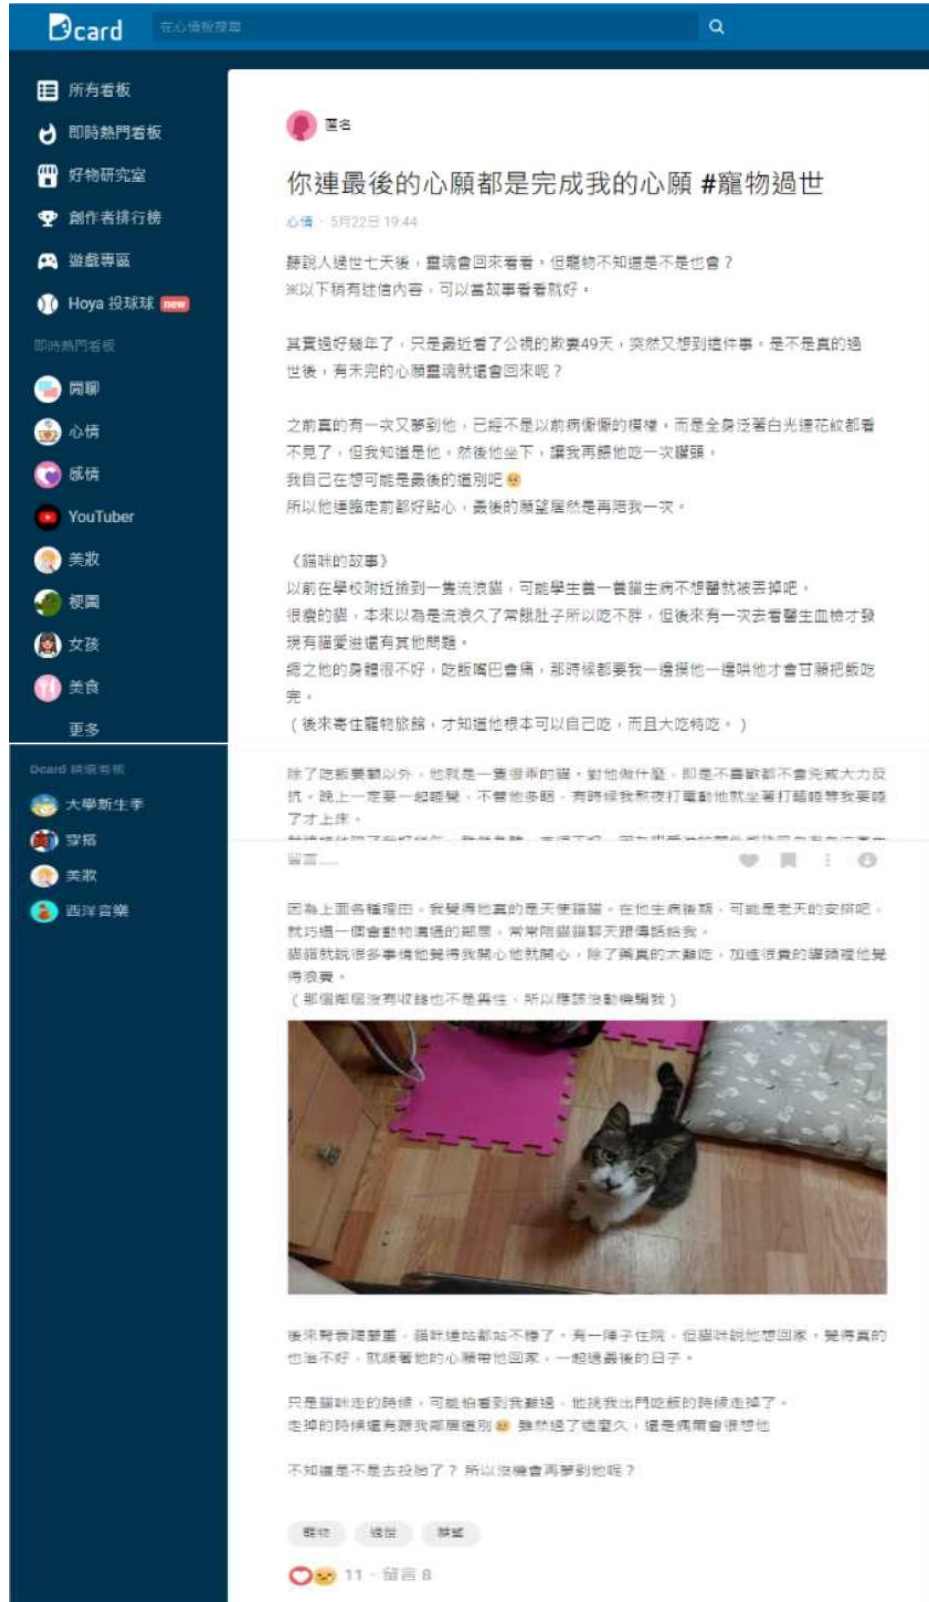 Dcard
在心情板搜尋
所有看板
即時熱門看板
好物研究室
創作者排行榜
遊戲專區
Hoya 投球球 new
即時熱門看板
閒聊
心情
感情
YouTuber
美妝
梗圖
女孩
美食
更多
Dcard 精選看板
大學新生季
穿搭
美妝
西洋音樂
匿名
你連最後的心願都是完成我的心願 #寵物過世
心情 · 5月22日 19:44
聽說人過世七天後，靈魂會回來看看。但寵物不知道是不是也會？
※以下稍有迷信內容，可以當故事看看就好。
其實過好幾年了，只是最近看了公視的欺妻49天，突然又想到這件事。是不是真的過
世後，有未完的心願靈魂就還會回來呢？
之前真的有一次又夢到他，已經不是以前病懨懨的模樣。而是全身泛著白光連花紋都看
不見了，但我知道是他。然後他坐下，讓我再餵他吃一次罐頭。
我自己在想可能是最後的道別吧🥺
所以他連臨走前都好貼心，最後的願望居然是再陪我一次。
《貓咪的故事》
以前在學校附近撿到一隻流浪貓，可能學生養一養貓生病不想醫就被丟掉吧。
很瘦的貓，本來以為是流浪久了常餓肚子所以吃不胖，但後來有一次去看醫生血檢才發
現有貓愛滋還有其他問題。
總之他的身體很不好，吃飯嘴巴會痛，那時候都要我一邊摸他一邊哄他才會甘願把飯吃
完。
（後來寄住寵物旅館，才知道他根本可以自己吃，而且大吃特吃。）
除了吃飯要顧以外，他就是一隻很乖的貓。對他做什麼，即是不喜歡都不會兇或大力反
抗。晚上一定要一起睡覺，不管他多睏，有時候我熬夜打電動他就坐著打瞌睡等我要睡
了才上床。
留言......
因為上面各種理由，我覺得他真的是天使貓貓。在他生病後期，可能是老天的安排吧，
就巧遇一個會動物溝通的鄰居，常常陪貓貓聊天跟傳話給我。
貓貓就說很多事情他覺得我開心他就開心，除了藥真的太難吃，加進很貴的罐頭裡他覺
得浪費。
（那個鄰居沒有收錢也不是異性，所以應該沒動機騙我）
後來腎衰竭嚴重，貓咪連站都站不穩了。有一陣子住院，但貓咪說他想回家。覺得真的
也治不好，就順著他的心願帶他回家，一起過最後的日子。
只是貓咪走的時候，可能怕看到我難過，他挑我出門吃飯的時候走掉了。
走掉的時候還有跟我鄰居道別🥺 雖然過了這麼久，還是偶爾會很想他
不知道是不是去投胎了？ 所以沒機會再夢到他呢？
寵物 過世
11 · 留言 8